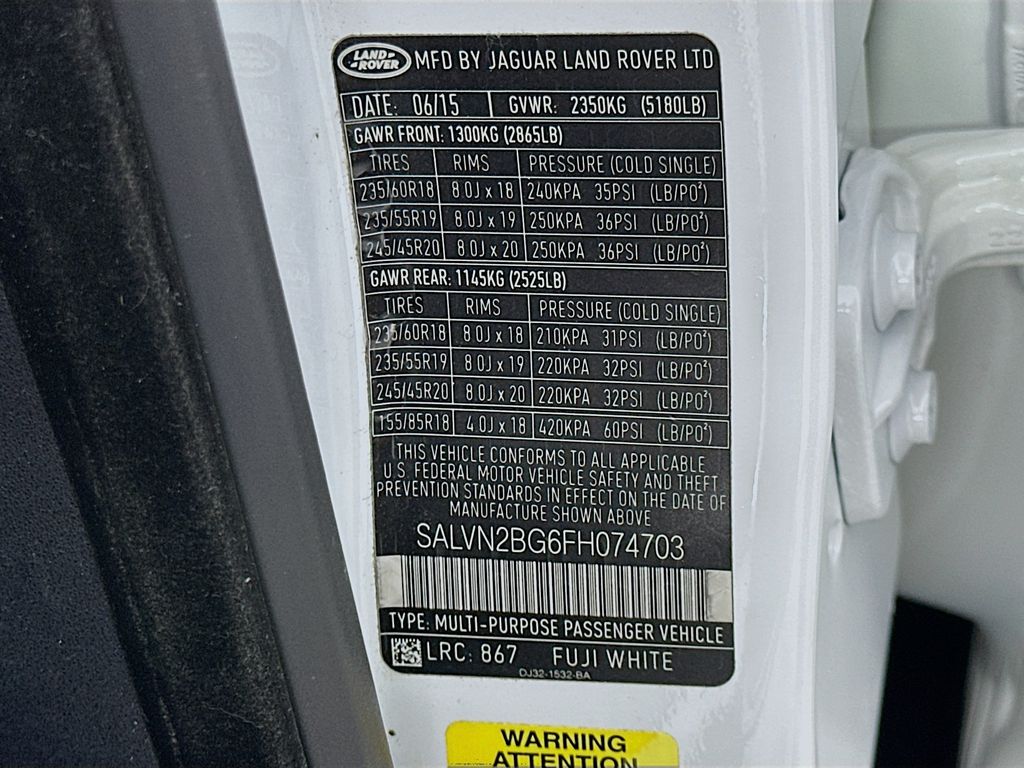 LAND ROVER MFD BY JAGUAR LAND ROVER LTD
DATE: 06/15 GVWR: 2350KG (5180LB)
GAWR FRONT: 1300KG (2865LB)
TIRES RIMS PRESSURE (COLD SINGLE)
235/60R18 8.0J x 18 240KPA 35PSI (LB/PO²)
235/55R19 8.0J x 19 250KPA 36PSI (LB/PO²)
245/45R20 8.0J x 20 250KPA 36PSI (LB/PO²)
GAWR REAR: 1145KG (2525LB)
TIRES RIMS PRESSURE (COLD SINGLE)
235/60R18 8.0J x 18 210KPA 31PSI (LB/PO²)
235/55R19 8.0J x 19 220KPA 32PSI (LB/PO²)
245/45R20 8.0J x 20 220KPA 32PSI (LB/PO²)
155/85R18 4.0J x 18 420KPA 60PSI (LB/PO²)
THIS VEHICLE CONFORMS TO ALL APPLICABLE
U.S. FEDERAL MOTOR VEHICLE SAFETY AND THEFT
PREVENTION STANDARDS IN EFFECT ON THE DATE OF
MANUFACTURE SHOWN ABOVE
SALVN2BG6FH074703
TYPE: MULTI-PURPOSE PASSENGER VEHICLE
LRC: 867 FUJI WHITE
DJ32-1532-BA
WARNING
ATTENTION